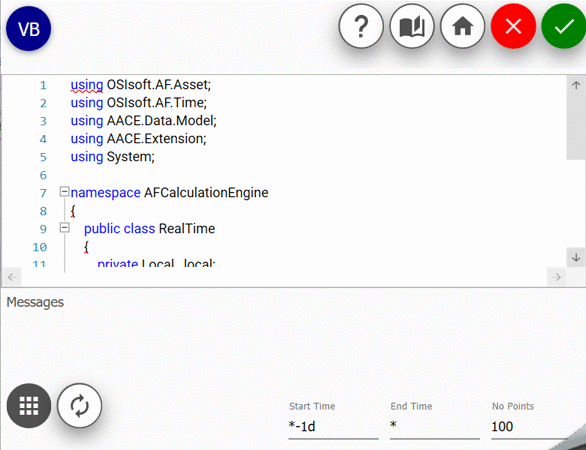 VB
?
1 using OSIsoft.AF.Asset;
2 using OSIsoft.AF.Time;
3 using AACE.Data.Model;
4 using AACE.Extension;
5 using System;
6
7 namespace AFCalculationEngine
8 {
9 public class RealTime
10 {
11 private Local _local;
Messages
Start Time End Time No Points
*-1d * 100